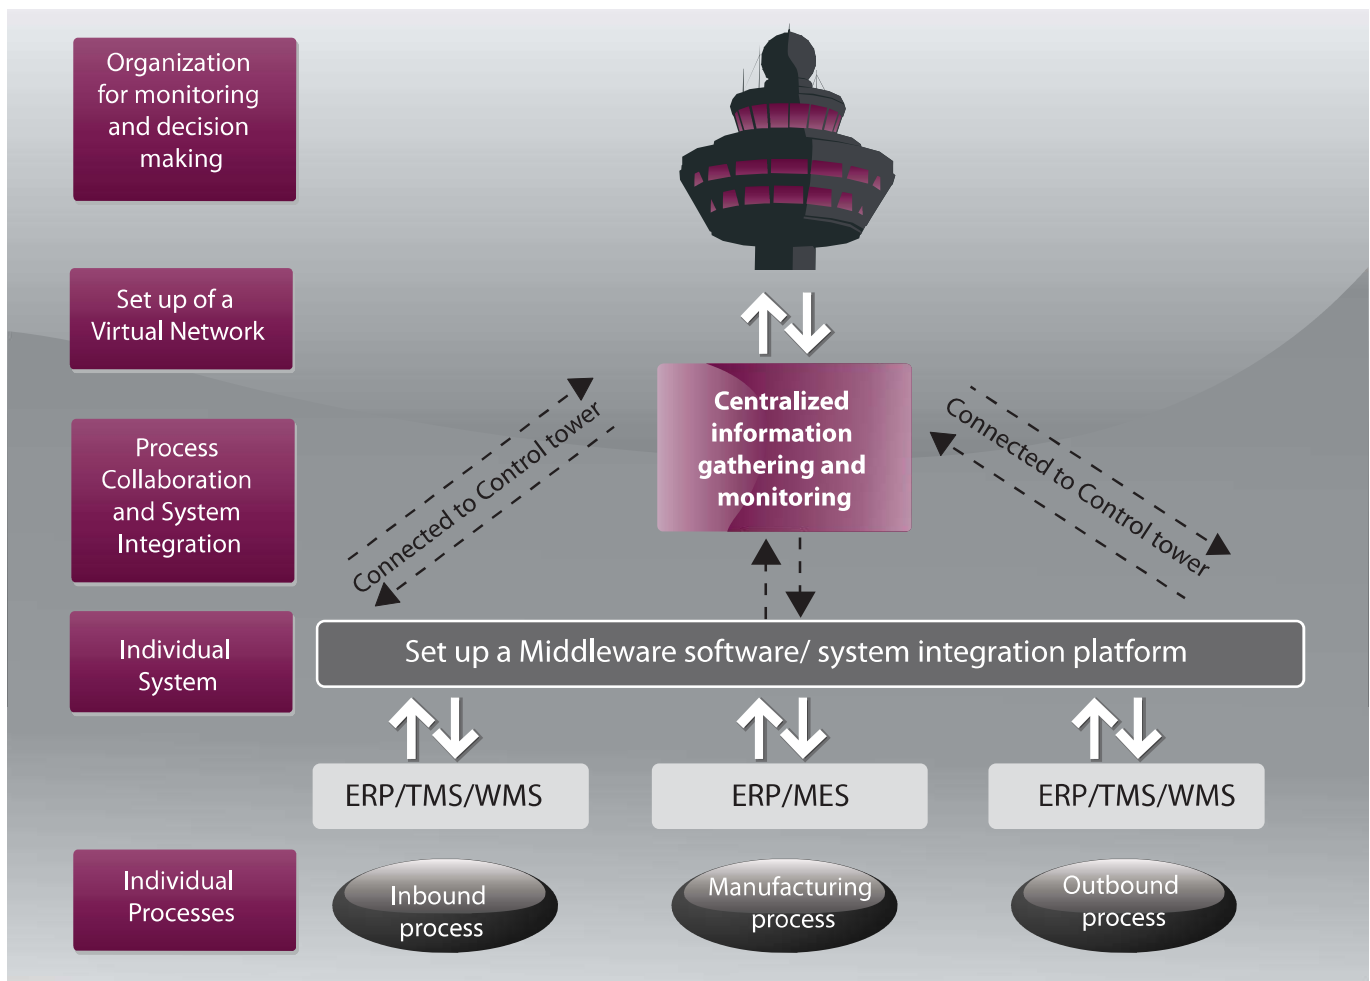 Organization
for monitoring
and decision
making
Set up of a
Virtual Network
Centralized
information
gathering and
monitoring
Connected to Control tower
Connected to Control tower
Process
Collaboration
and System
Integration
Individual
System
Set up a Middleware software/ system integration platform
ERP/TMS/WMS
ERP/MES
ERP/TMS/WMS
Individual
Processes
Inbound
process
Manufacturing
process
Outbound
process